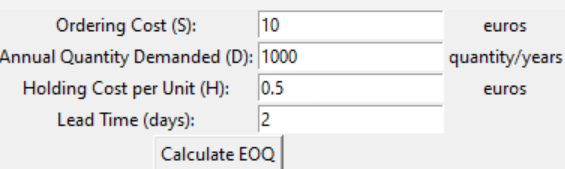 Ordering Cost (S): 10 euros
Annual Quantity Demanded (D): 1000 quantity/years
Holding Cost per Unit (H): 0.5 euros
Lead Time (days): 2
Calculate EOQ